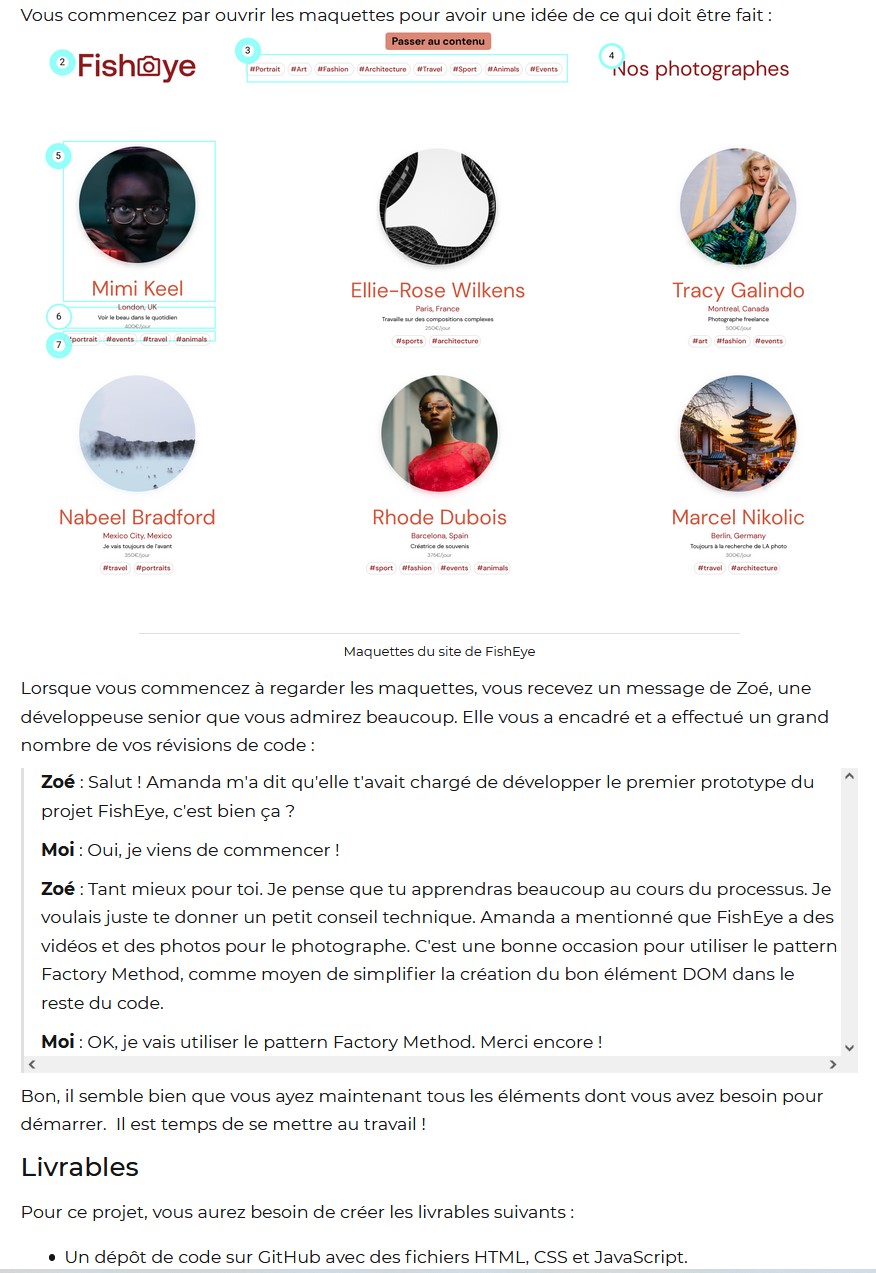 Vous commencez par ouvrir les maquettes pour avoir une idée de ce qui doit être fait :
Passer au contenu
2
Fisheye
3
#Portrait #Art #Fashion #Architecture #Travel #Sport #Animals #Events
4
Nos photographes
5
Mimi Keel
London, UK
6
Voir le beau dans le quotidien
400€/jour
7
#portrait #events #travel #animals
Ellie-Rose Wilkens
Paris, France
Travaille sur des compositions complexes
250€/jour
#sports #architecture
Tracy Galindo
Montreal, Canada
Photographe freelance
500€/jour
#art #fashion #events
Nabeel Bradford
Mexico City, Mexico
Je vais toujours de l'avant
350€/jour
#travel #portraits
Rhode Dubois
Barcelona, Spain
Créatrice de souvenirs
375€/jour
#sport #fashion #events #animals
Marcel Nikolic
Berlin, Germany
Toujours à la recherche de LA photo
300€/jour
#travel #architecture
Maquettes du site de FishEye
Lorsque vous commencez à regarder les maquettes, vous recevez un message de Zoé, une
développeuse senior que vous admirez beaucoup. Elle vous a encadré et a effectué un grand
nombre de vos révisions de code :
Zoé : Salut ! Amanda m'a dit qu'elle t'avait chargé de développer le premier prototype du
projet FishEye, c'est bien ça ?
Moi : Oui, je viens de commencer !
Zoé : Tant mieux pour toi. Je pense que tu apprendras beaucoup au cours du processus. Je
voulais juste te donner un petit conseil technique. Amanda a mentionné que FishEye a des
vidéos et des photos pour le photographe. C'est une bonne occasion pour utiliser le pattern
Factory Method, comme moyen de simplifier la création du bon élément DOM dans le
reste du code.
Moi : OK, je vais utiliser le pattern Factory Method. Merci encore !
Bon, il semble bien que vous ayez maintenant tous les éléments dont vous avez besoin pour
démarrer. Il est temps de se mettre au travail !
Livrables
Pour ce projet, vous aurez besoin de créer les livrables suivants :
• Un dépôt de code sur GitHub avec des fichiers HTML, CSS et JavaScript.